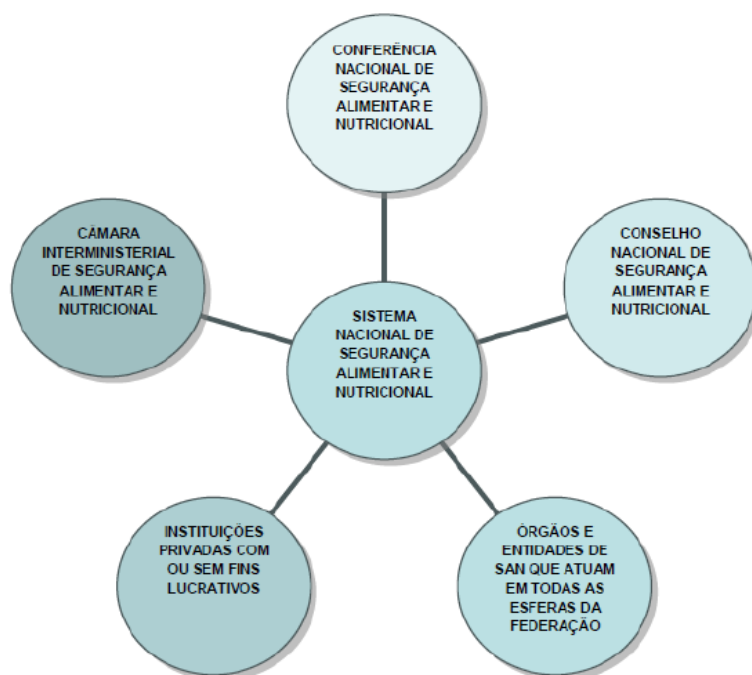 CONFERÊNCIA
NACIONAL DE
SEGURANÇA
ALIMENTAR E
NUTRICIONAL
CÂMARA
INTERMINISTERIAL
DE SEGURANÇA
ALIMENTAR E
NUTRICIONAL
CONSELHO
NACIONAL DE
SEGURANÇA
ALIMENTAR E
NUTRICIONAL
SISTEMA
NACIONAL DE
SEGURANÇA
ALIMENTAR E
NUTRICIONAL
INSTITUIÇÕES
PRIVADAS COM
OU SEM FINS
LUCRATIVOS
ÓRGÃOS E
ENTIDADES DE
SAN QUE ATUAM
EM TODAS AS
ESFERAS DA
FEDERAÇÃO